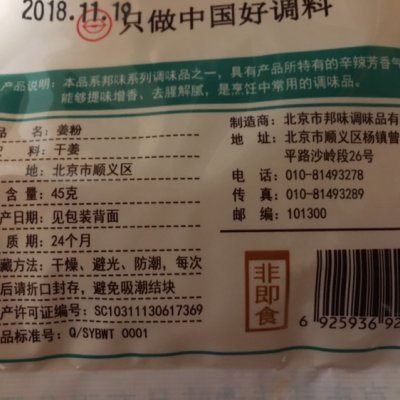 2018.11.19
只做中国好调料
产品说明：本品系邦味系列调味品之一，具有产品所特有的辛辣芳香气
能够提味增香、去腥解腻，是烹饪中常用的调味品。
品 名：姜粉
料：干姜
地：北京市顺义区
含量：45克
产日期：见包装背面
质期：24个月
藏方法：干燥、避光、防潮，每次
后请折口封存，避免吸潮结块
产许可证编号：SC10311130617369
品标准号：Q/SYBWT 0001
制造商：北京市邦味调味品有
地 址：北京市顺义区杨镇曾
平路沙岭段26号
电 话：010-81493278
传 真：010-81493289
邮 编：101300
非即食
6 925936 92